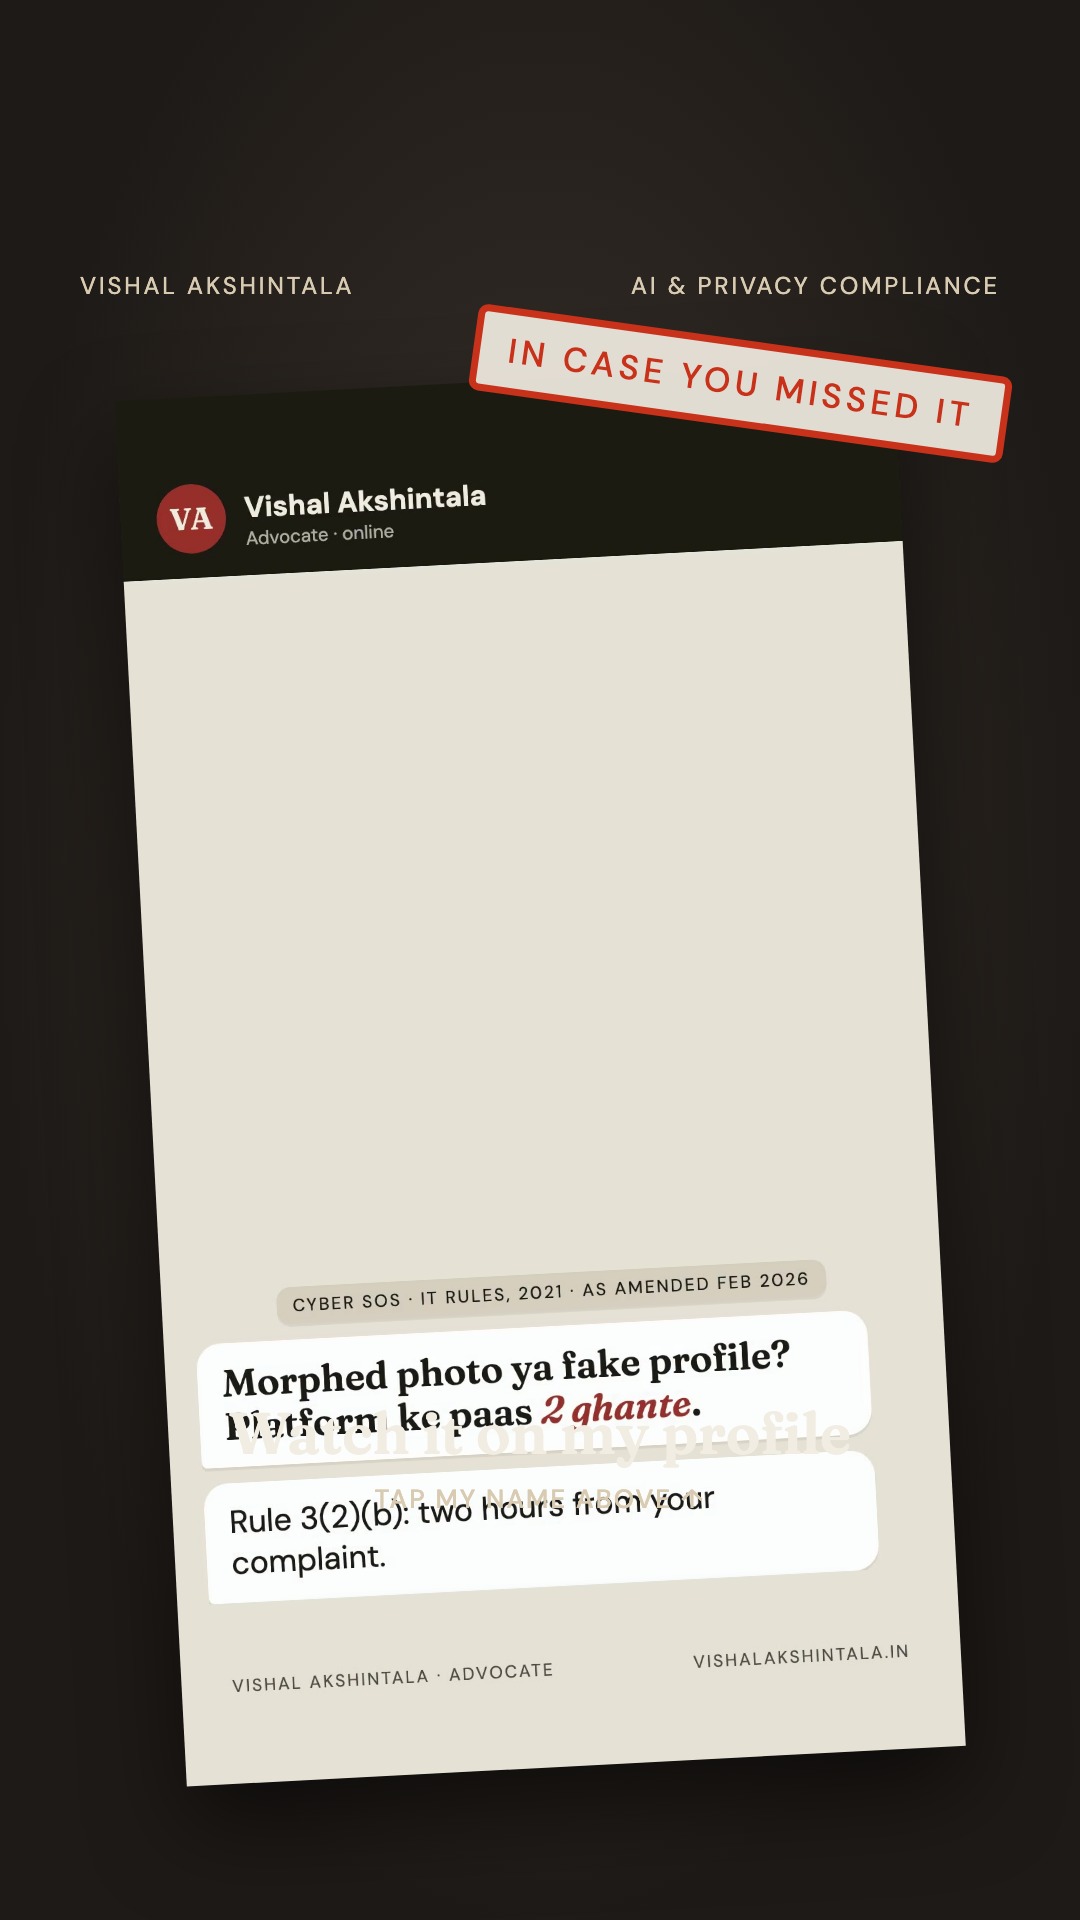 VISHAL AKSHINTALA
AI & PRIVACY COMPLIANCE
IN CASE YOU MISSED IT
VA
Vishal Akshintala
Advocate · online
CYBER SOS · IT RULES, 2021 · AS AMENDED FEB 2026
Morphed photo ya fake profile?
Platform ke paas 2 ghante.
Watch it on my profile
TAP MY NAME ABOVE ↑
Rule 3(2)(b): two hours from your
complaint.
VISHAL AKSHINTALA · ADVOCATE
VISHALAKSHINTALA.IN